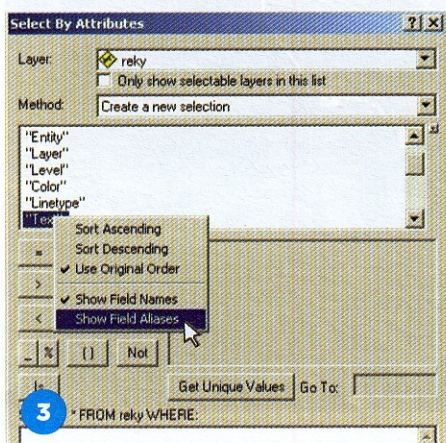 Select By Attributes
Layer: reky
Only show selectable layers in this list
Method: Create a new selection
"Entity"
"Layer"
"Level"
"Color"
"Linetype"
Sort Ascending
= Sort Descending
Use Original Order
>
Show Field Names
< Show Field Aliases
_ % ( ) Not
Get Unique Values Go To:
3 * FROM reky WHERE: